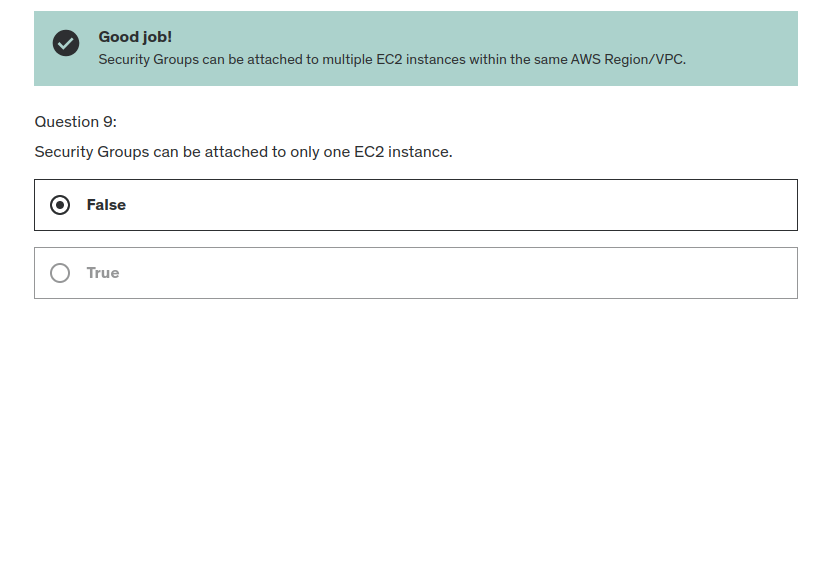 Good job!
Security Groups can be attached to multiple EC2 instances within the same AWS Region/VPC.
Question 9:
Security Groups can be attached to only one EC2 instance.
False
True